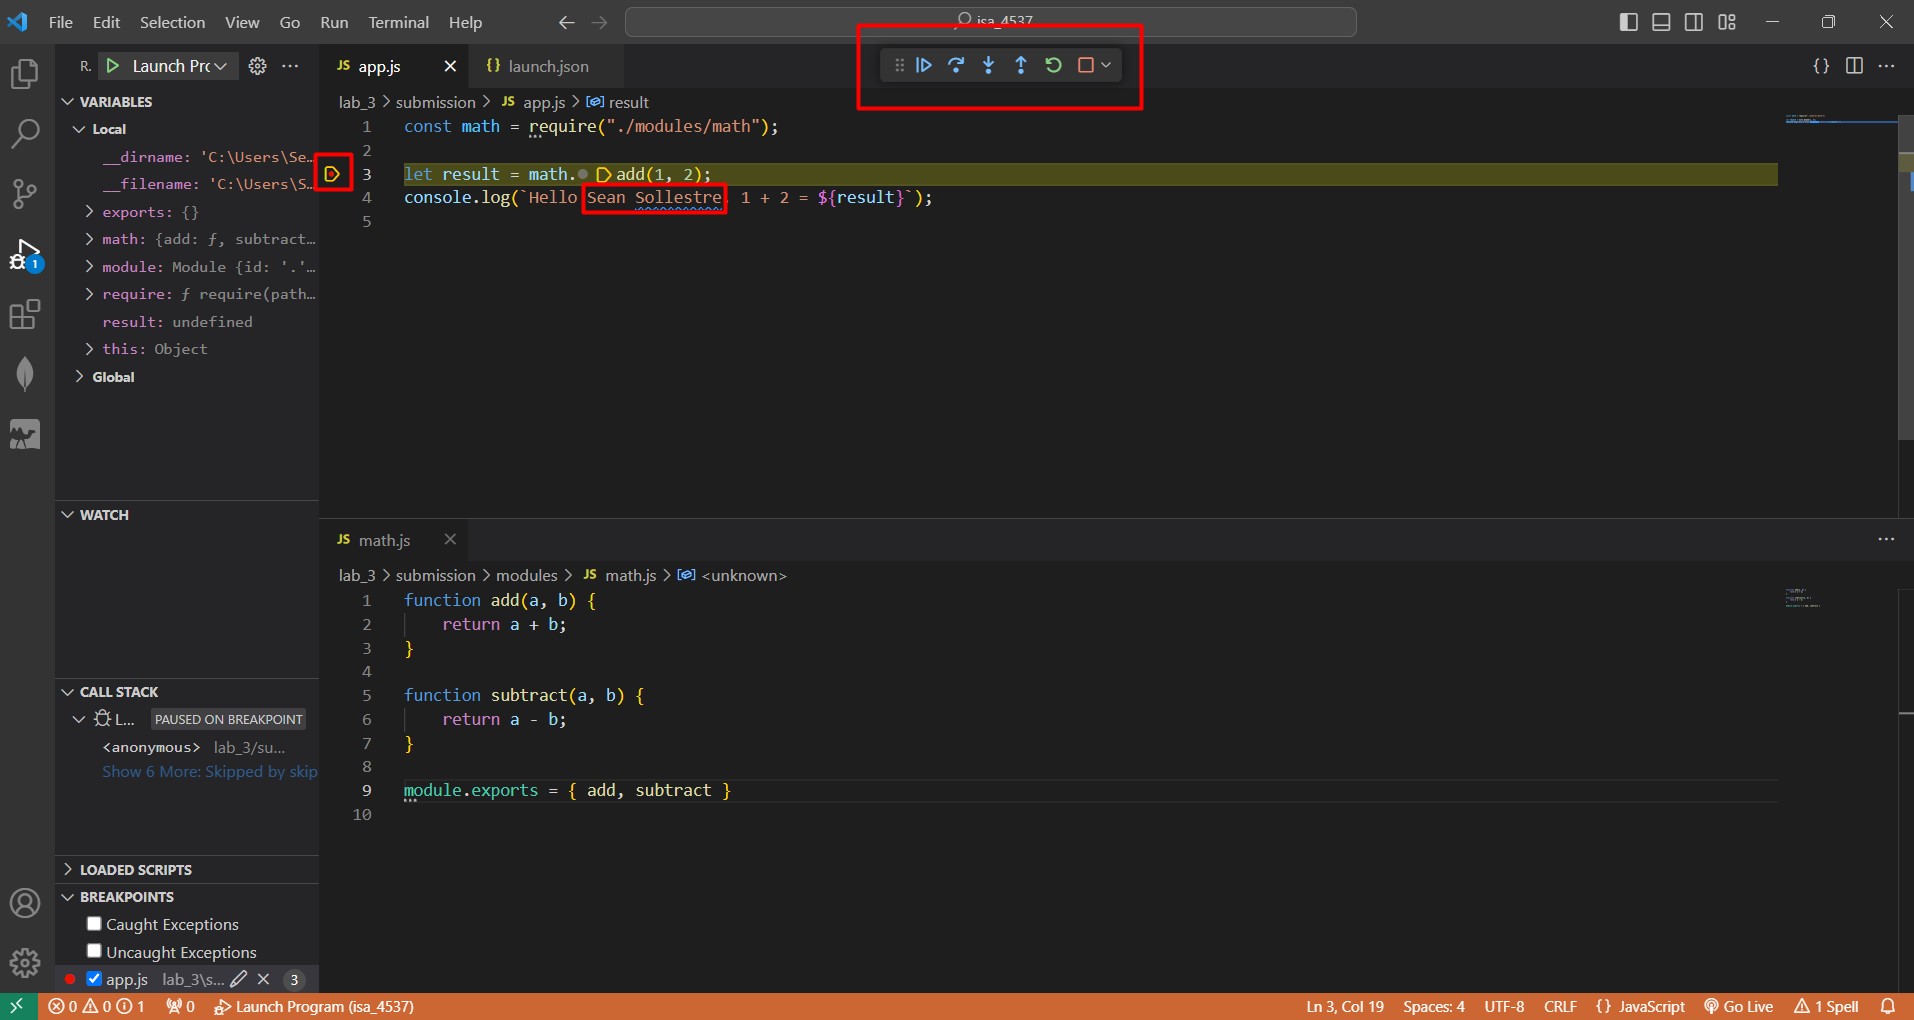 File Edit Selection View Go Run Terminal Help
isa_4537
R. Launch Prc
JS app.js
{} launch.json
VARIABLES
Local
__dirname: 'C:\Users\Se…
__filename: 'C:\Users\S…
exports: {}
math: {add: ƒ, subtract…
module: Module {id: '.'…
require: ƒ require(path…
result: undefined
this: Object
Global
WATCH
CALL STACK
L... PAUSED ON BREAKPOINT
<anonymous> lab_3/su...
Show 6 More: Skipped by skip
LOADED SCRIPTS
BREAKPOINTS
Caught Exceptions
Uncaught Exceptions
app.js lab_3\s... 3
1
lab_3 > submission > JS app.js > result
1 const math = require("./modules/math");
2
3 let result = math.add(1, 2);
4 console.log(`Hello Sean Sollestre 1 + 2 = ${result}`);
5
JS math.js
lab_3 > submission > modules > JS math.js > <unknown>
1 function add(a, b) {
2 return a + b;
3 }
4
5 function subtract(a, b) {
6 return a - b;
7 }
8
9 module.exports = { add, subtract }
10
0 0 1 0 Launch Program (isa_4537)
Ln 3, Col 19 Spaces: 4 UTF-8 CRLF {} JavaScript Go Live 1 Spell